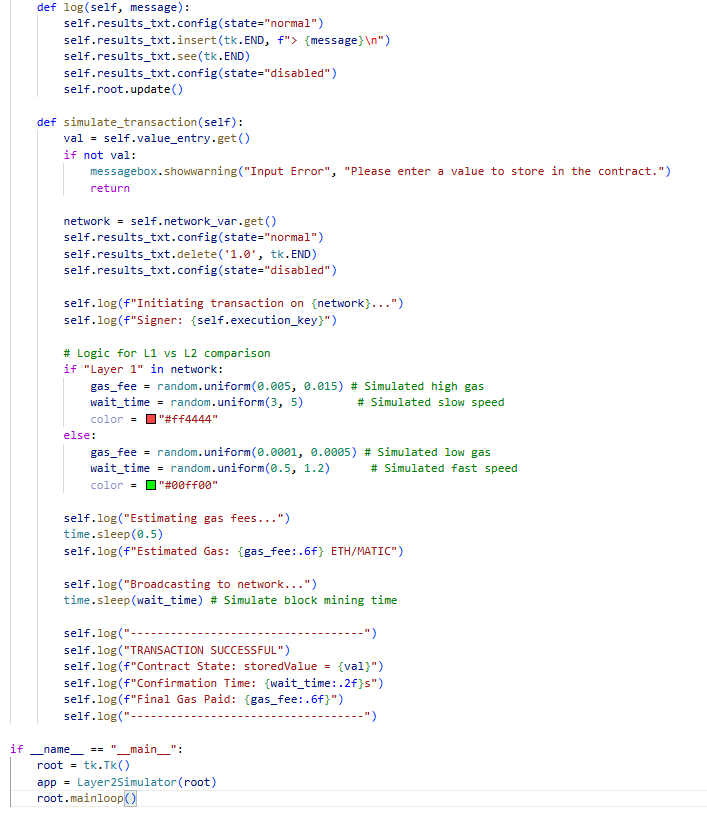 def log(self, message):
    self.results_txt.config(state="normal")
    self.results_txt.insert(tk.END, f"> {message}\n")
    self.results_txt.see(tk.END)
    self.results_txt.config(state="disabled")
    self.root.update()

def simulate_transaction(self):
    val = self.value_entry.get()
    if not val:
        messagebox.showwarning("Input Error", "Please enter a value to store in the contract.")
        return

    network = self.network_var.get()
    self.results_txt.config(state="normal")
    self.results_txt.delete('1.0', tk.END)
    self.results_txt.config(state="disabled")

    self.log(f"Initiating transaction on {network}...")
    self.log(f"Signer: {self.execution_key}")

    # Logic for L1 vs L2 comparison
    if "Layer 1" in network:
        gas_fee = random.uniform(0.005, 0.015) # Simulated high gas
        wait_time = random.uniform(3, 5)        # Simulated slow speed
        color = "#ff4444"
    else:
        gas_fee = random.uniform(0.0001, 0.0005) # Simulated low gas
        wait_time = random.uniform(0.5, 1.2)      # Simulated fast speed
        color = "#00ff00"

    self.log("Estimating gas fees...")
    time.sleep(0.5)
    self.log(f"Estimated Gas: {gas_fee:.6f} ETH/MATIC")

    self.log("Broadcasting to network...")
    time.sleep(wait_time) # Simulate block mining time

    self.log("-----------------------------------")
    self.log("TRANSACTION SUCCESSFUL")
    self.log(f"Contract State: storedValue = {val}")
    self.log(f"Confirmation Time: {wait_time:.2f}s")
    self.log(f"Final Gas Paid: {gas_fee:.6f}")
    self.log("-----------------------------------")

if __name__ == "__main__":
    root = tk.Tk()
    app = Layer2Simulator(root)
    root.mainloop()